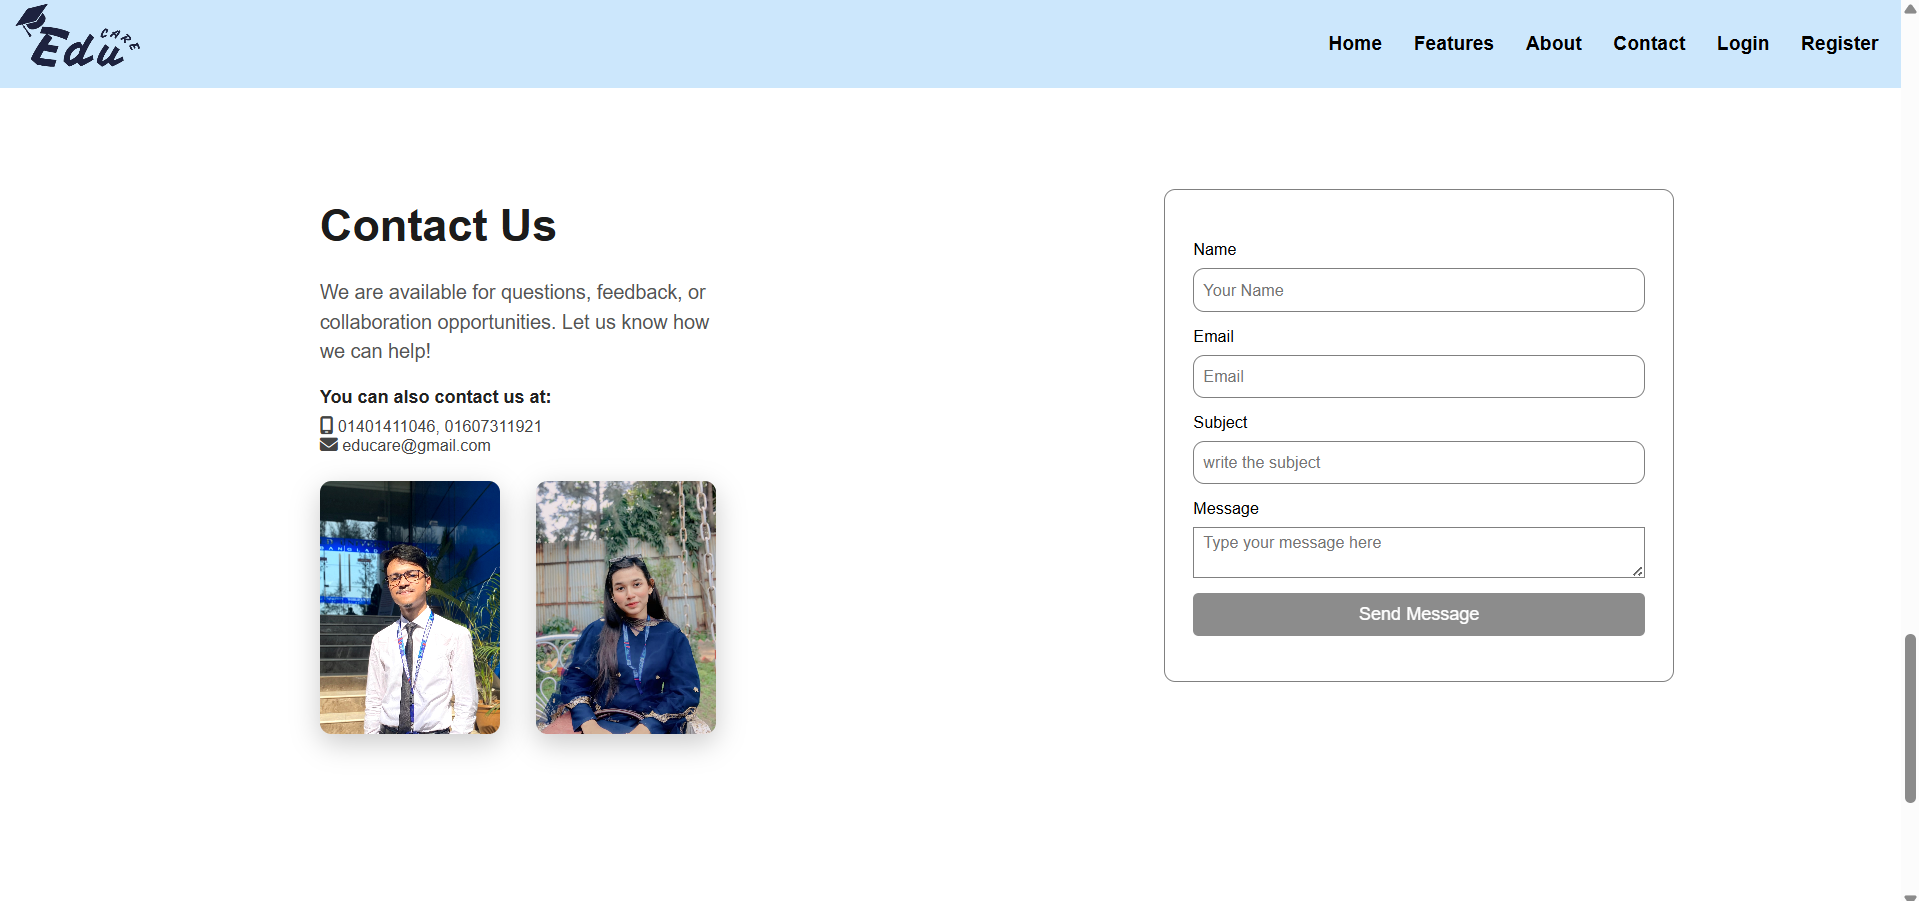 Edu CARE
Home Features About Contact Login Register
Contact Us
We are available for questions, feedback, or
collaboration opportunities. Let us know how
we can help!
You can also contact us at:
01401411046, 01607311921
educare@gmail.com
BANGLAD
Name
Your Name
Email
Email
Subject
write the subject
Message
Type your message here
Send Message